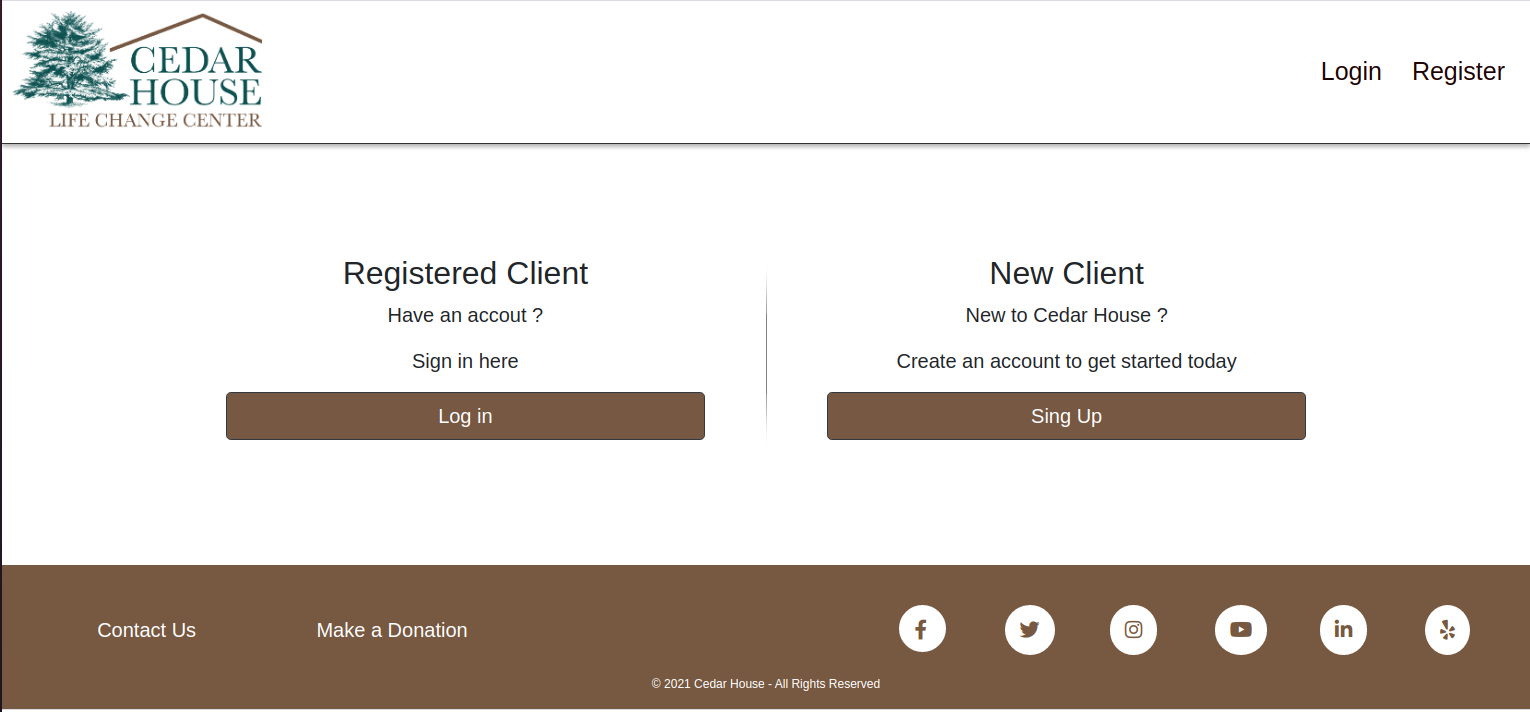 CEDAR
HOUSE
LIFE CHANGE CENTER
Login Register
Registered Client
Have an accout ?
Sign in here
Log in
New Client
New to Cedar House ?
Create an account to get started today
Sing Up
Contact Us Make a Donation
© 2021 Cedar House - All Rights Reserved